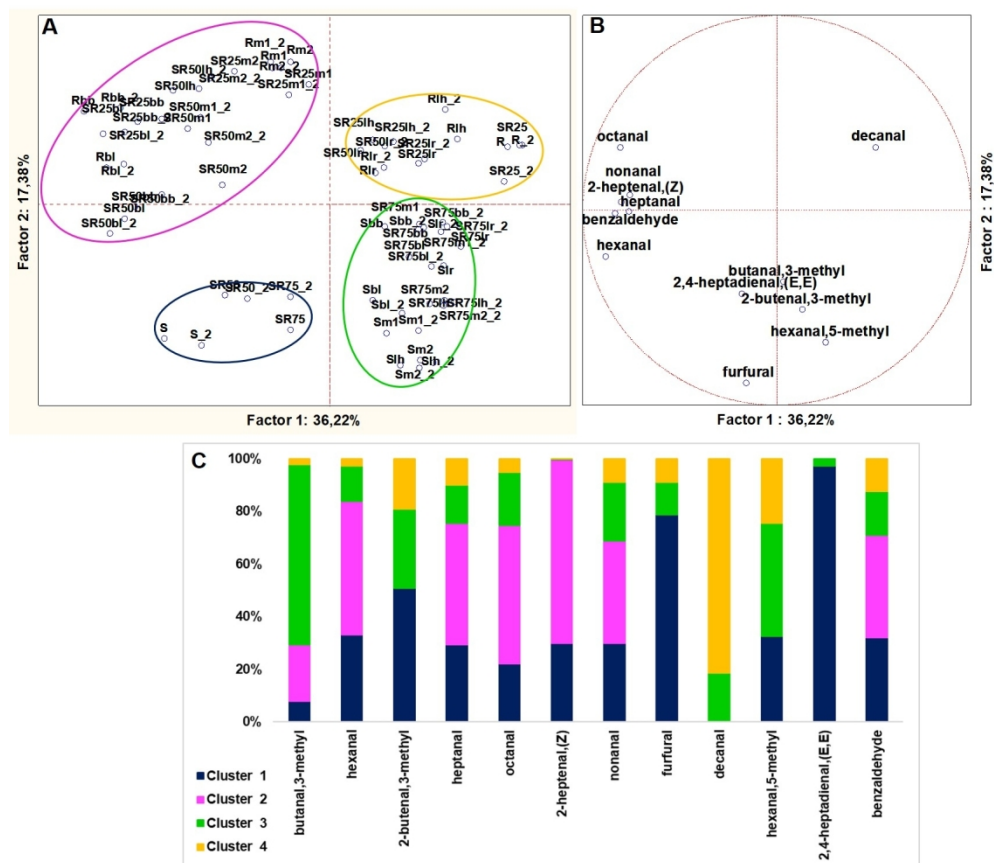 A
Rm1_2
Rm1
Rm2
SR25m2
Rm2_2
SR50lh_2
SR25m1
SR50lh
SR25m2_2
SR25m1_2
Rbb
Rbb_2
SR25bb
SR25bl
SR50m1_2
SR25bb_2
SR50m1
SR25bl_2
SR50m2_2
Rbl
Rbl_2
SR50m2
SR50bb
SR50bb_2
SR50bl
SR50bl_2
Rlh_2
SR25lh
SR25lh_2
Rlh
SR25
SR50lr_2
SR25lr_2
R
R_2
SR50lr
SR25lr
Rlr_2
Rlr
SR25_2
SR75m1
SR75bb_2
Sbb
Sbb_2
Slr_2
SR75lr_2
SR75bb
SR75lr
SR75bl
SR75m1_2
SR75bl_2
Slr
Sbl
SR75m2
Sbl_2
SR75lh
SR75lh_2
SR75m2_2
Sm1
Sm1_2
Sm2
Slh
Slh_2
Sm2_2
SR50
SR50_2
SR75_2
SR75
S
S_2
Factor 2: 17,38%
Factor 1: 36,22%
B
octanal
decanal
nonanal
2-heptenal,(Z)
heptanal
benzaldehyde
hexanal
butanal,3-methyl
2,4-heptadienal,(E,E)
2-butenal,3-methyl
hexanal,5-methyl
furfural
Factor 2 : 17,38%
Factor 1 : 36,22%
C
100%
80%
60%
40%
20%
0%
butanal,3-methyl
hexanal
2-butenal,3-methyl
heptanal
octanal
2-heptenal,(Z)
nonanal
furfural
decanal
hexanal,5-methyl
2,4-heptadienal,(E,E)
benzaldehyde
Cluster 1
Cluster 2
Cluster 3
Cluster 4